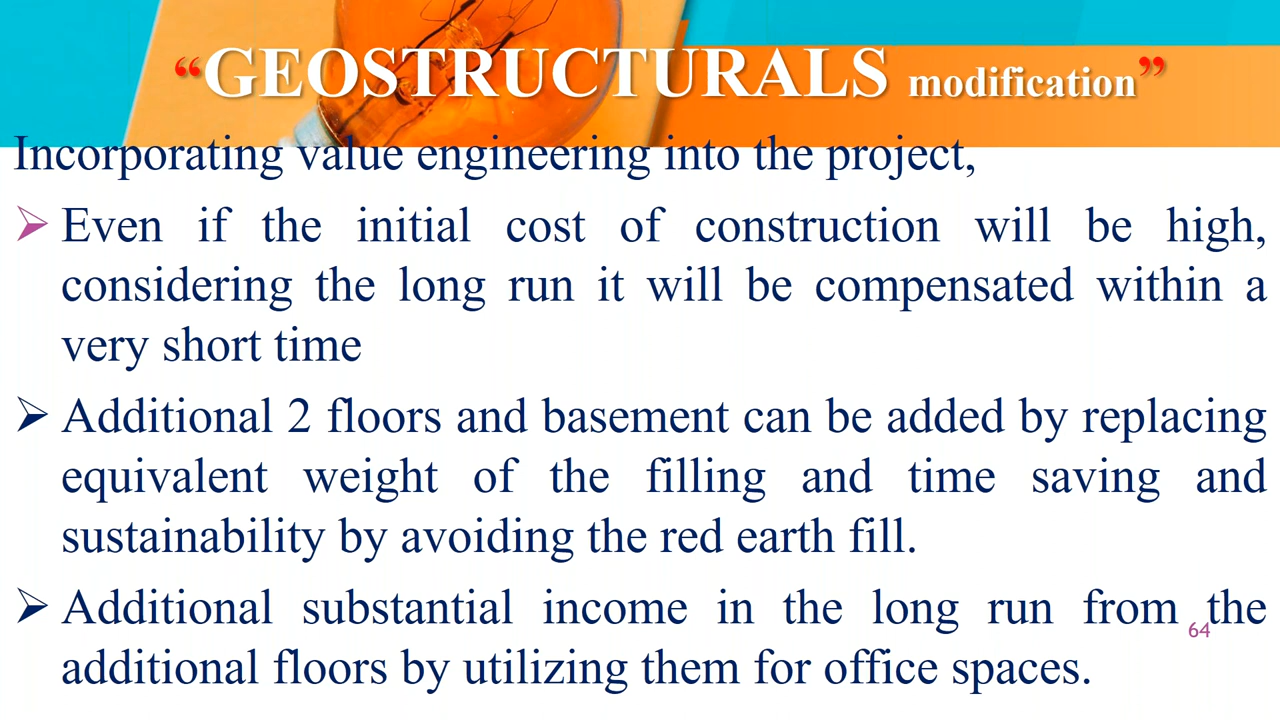 “GEOSTRUCTURALS modification”
Incorporating value engineering into the project,
➢ Even if the initial cost of construction will be high,
considering the long run it will be compensated within a
very short time
➢ Additional 2 floors and basement can be added by replacing
equivalent weight of the filling and time saving and
sustainability by avoiding the red earth fill.
➢ Additional substantial income in the long run from the
additional floors by utilizing them for office spaces.
64